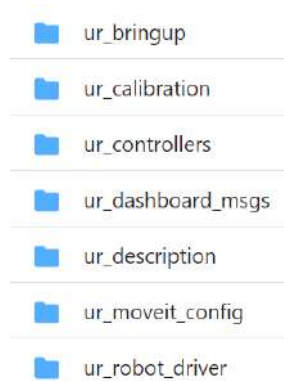 ur_bringup
ur_calibration
ur_controllers
ur_dashboard_msgs
ur_description
ur_moveit_config
ur_robot_driver